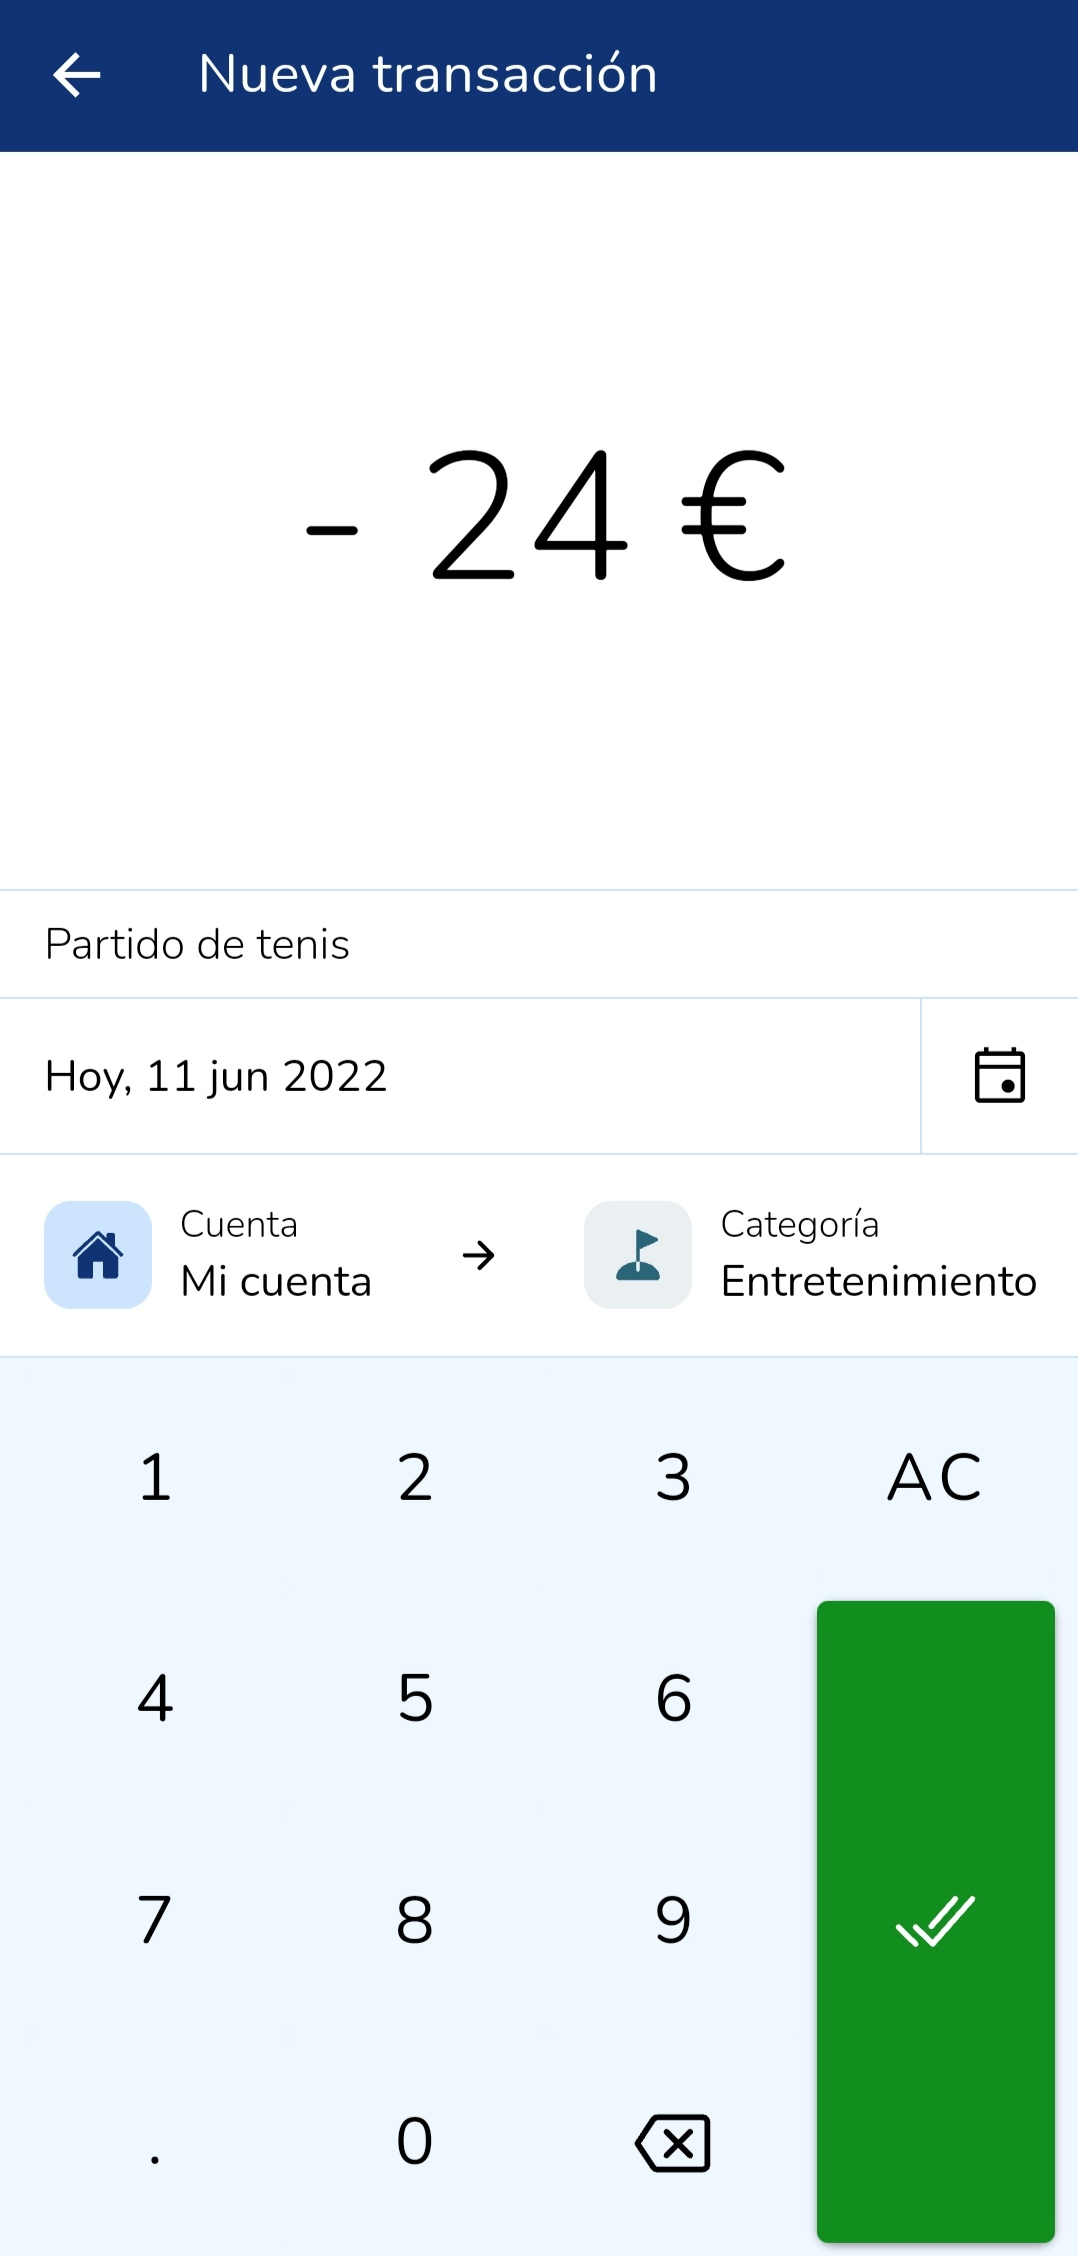 Nueva transacción
- 24 €
Partido de tenis
Hoy, 11 jun 2022
Cuenta
Mi cuenta
Categoría
Entretenimiento
1 2 3 AC
4 5 6
7 8 9
. 0